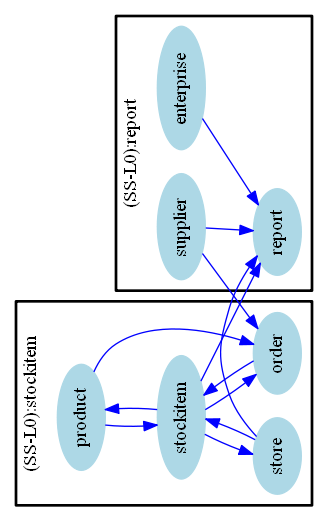 (SS-L0):stockitem
product
stockitem
store
order
(SS-L0):report
enterprise
supplier
report